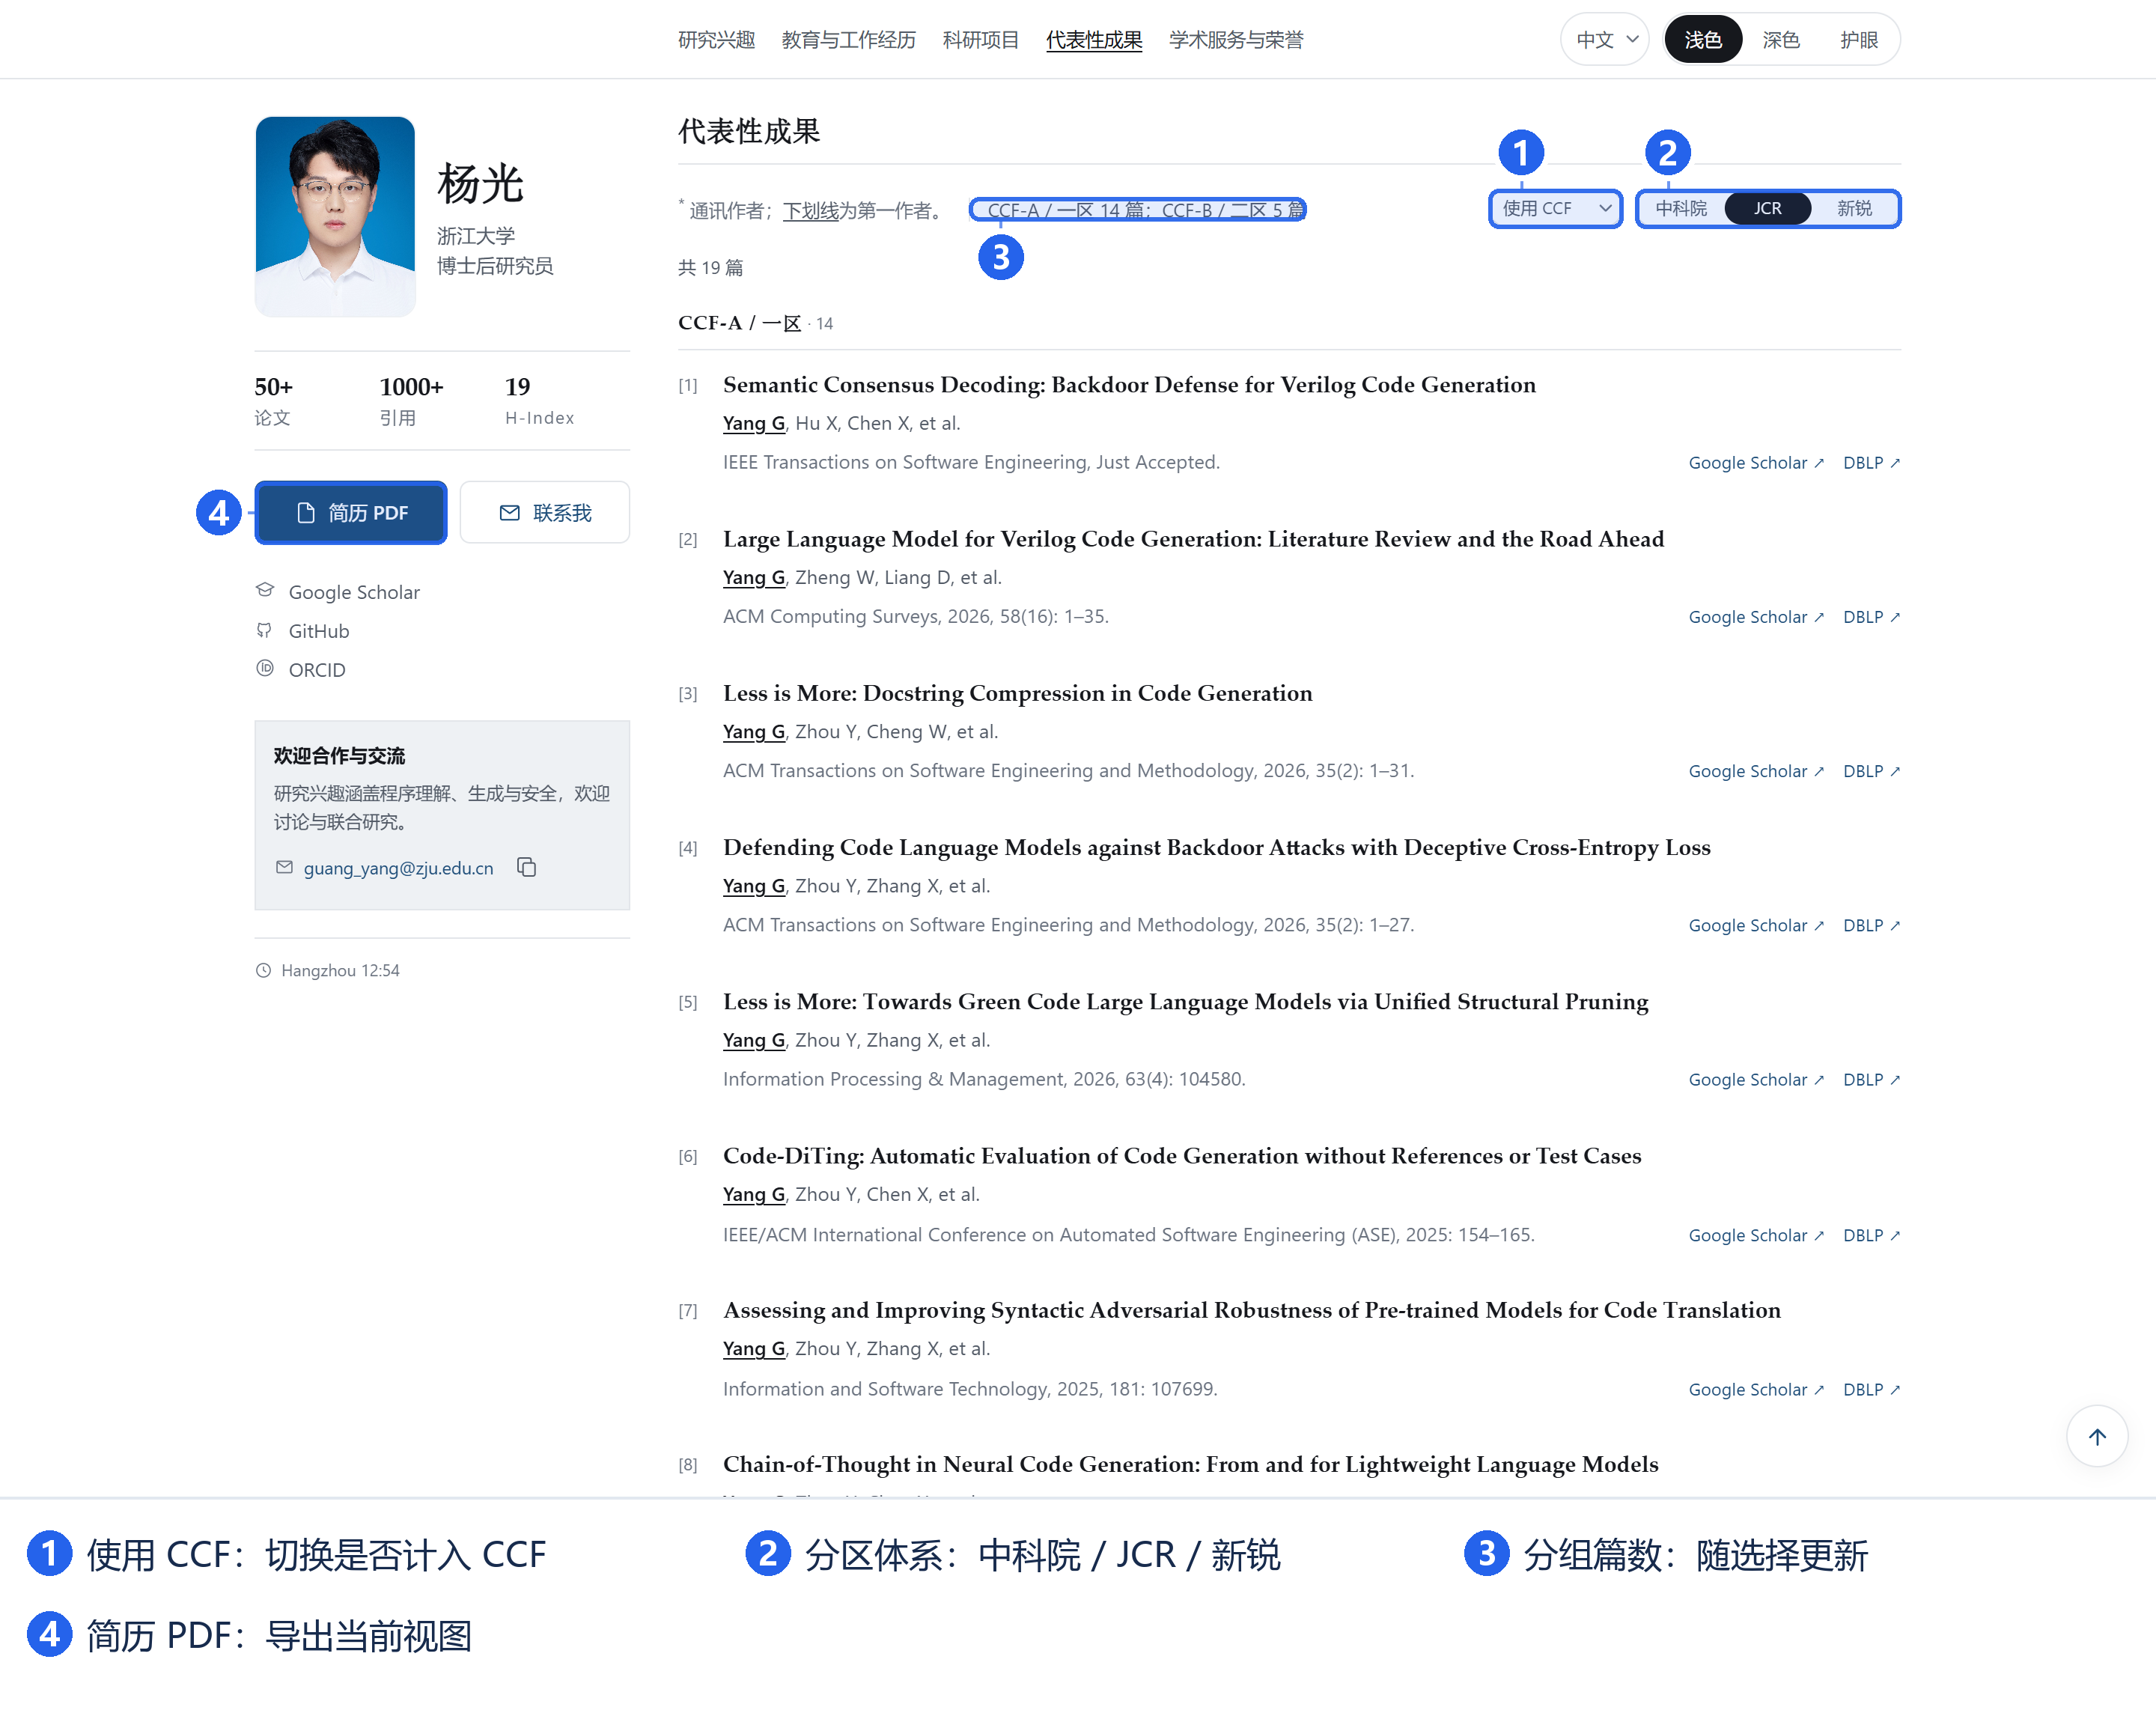 研究兴趣 教育与工作经历 科研项目 代表性成果 学术服务与荣誉 中文 浅色 深色 护眼
杨光
浙江大学
博士后研究员
50+ 1000+ 19
论文 引用 H-Index
4 简历 PDF 联系我
Google Scholar
GitHub
ORCID
欢迎合作与交流
研究兴趣涵盖程序理解、生成与安全，欢迎
讨论与联合研究。
guang_yang@zju.edu.cn
Hangzhou 12:54
代表性成果
1 2
* 通讯作者；下划线为第一作者。 CCF-A / 一区 14 篇；CCF-B / 二区 5 篇 使用 CCF 中科院 JCR 新锐
3
共 19 篇
CCF-A / 一区 · 14
[1] Semantic Consensus Decoding: Backdoor Defense for Verilog Code Generation
Yang G, Hu X, Chen X, et al.
IEEE Transactions on Software Engineering, Just Accepted. Google Scholar ↗ DBLP ↗
[2] Large Language Model for Verilog Code Generation: Literature Review and the Road Ahead
Yang G, Zheng W, Liang D, et al.
ACM Computing Surveys, 2026, 58(16): 1–35. Google Scholar ↗ DBLP ↗
[3] Less is More: Docstring Compression in Code Generation
Yang G, Zhou Y, Cheng W, et al.
ACM Transactions on Software Engineering and Methodology, 2026, 35(2): 1–31. Google Scholar ↗ DBLP ↗
[4] Defending Code Language Models against Backdoor Attacks with Deceptive Cross-Entropy Loss
Yang G, Zhou Y, Zhang X, et al.
ACM Transactions on Software Engineering and Methodology, 2026, 35(2): 1–27. Google Scholar ↗ DBLP ↗
[5] Less is More: Towards Green Code Large Language Models via Unified Structural Pruning
Yang G, Zhou Y, Zhang X, et al.
Information Processing & Management, 2026, 63(4): 104580. Google Scholar ↗ DBLP ↗
[6] Code-DiTing: Automatic Evaluation of Code Generation without References or Test Cases
Yang G, Zhou Y, Chen X, et al.
IEEE/ACM International Conference on Automated Software Engineering (ASE), 2025: 154–165. Google Scholar ↗ DBLP ↗
[7] Assessing and Improving Syntactic Adversarial Robustness of Pre-trained Models for Code Translation
Yang G, Zhou Y, Zhang X, et al.
Information and Software Technology, 2025, 181: 107699. Google Scholar ↗ DBLP ↗
[8] Chain-of-Thought in Neural Code Generation: From and for Lightweight Language Models
1 使用 CCF：切换是否计入 CCF 2 分区体系：中科院 / JCR / 新锐 3 分组篇数：随选择更新
4 简历 PDF：导出当前视图